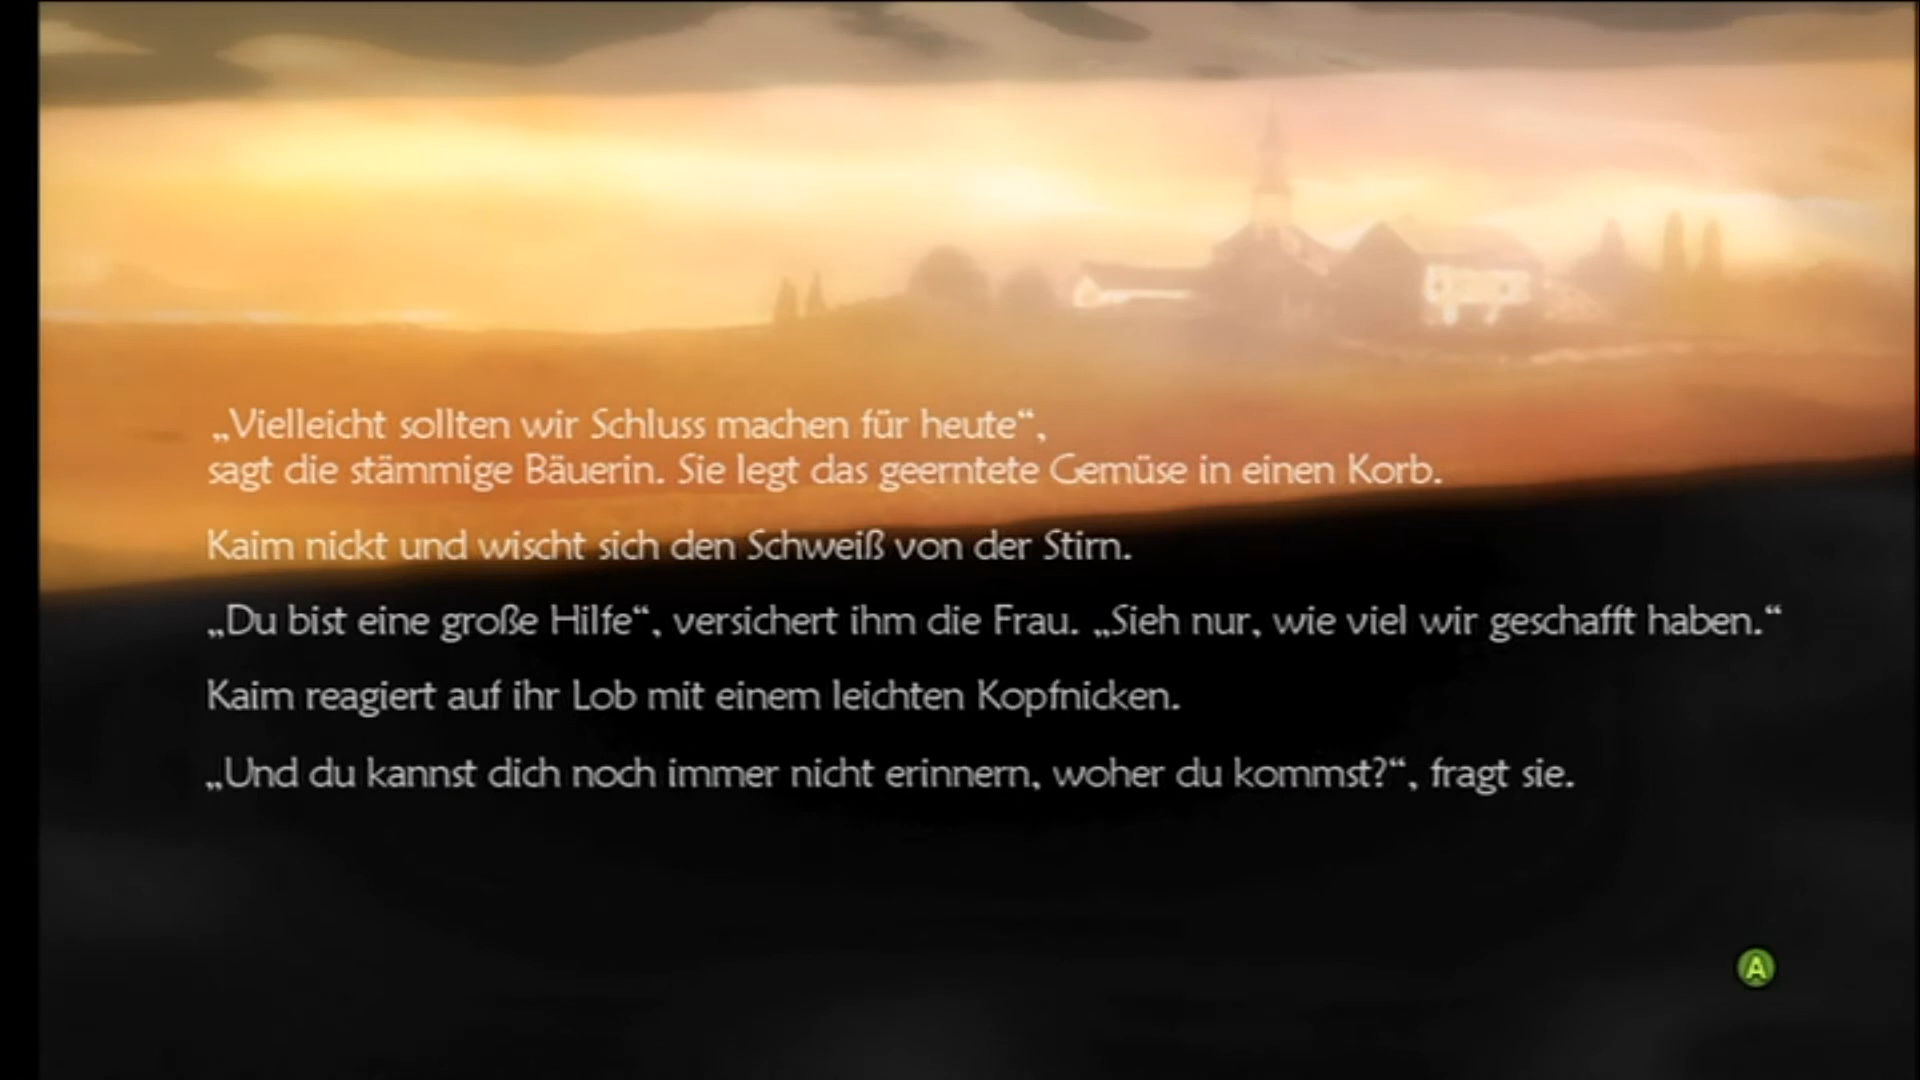 „Vielleicht sollten wir Schluss machen für heute“,
sagt die stämmige Bäuerin. Sie legt das geerntete Gemüse in einen Korb.
Kaim nickt und wischt sich den Schweiß von der Stirn.
„Du bist eine große Hilfe“, versichert ihm die Frau. „Sieh nur, wie viel wir geschafft haben.“
Kaim reagiert auf ihr Lob mit einem leichten Kopfnicken.
„Und du kannst dich noch immer nicht erinnern, woher du kommst?“, fragt sie.
A